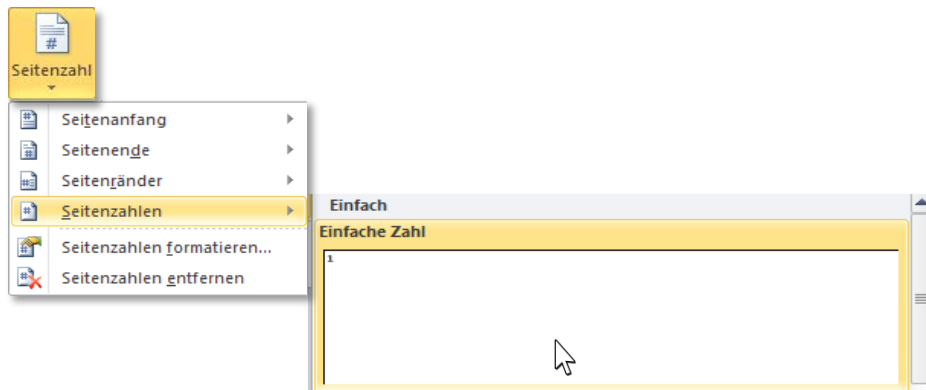 Seitenzahl
Seitenanfang
Seitenende
Seitenränder
Seitenzahlen
Seitenzahlen formatieren...
Seitenzahlen entfernen
Einfach
Einfache Zahl
1